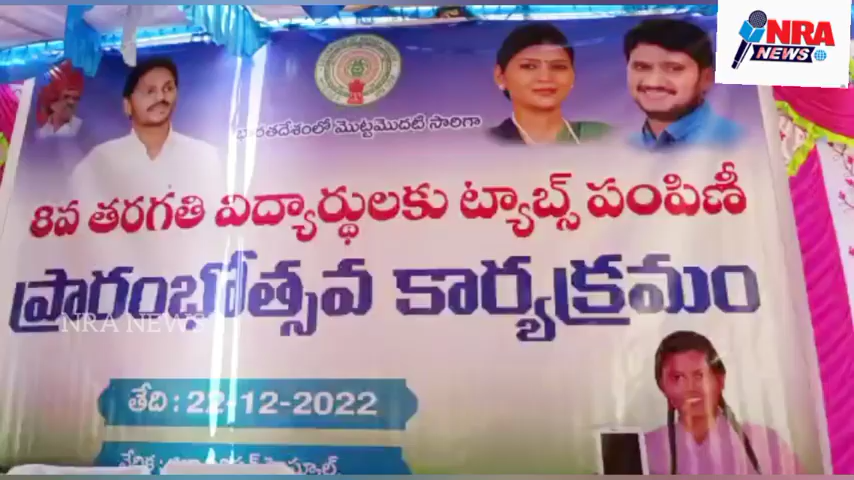 NRA
NEWS
భారతదేశంలో మొట్టమొదటి సారిగా
8వ తరగతి విద్యార్థులకు ట్యాబ్స్ పంపిణీ
ప్రారంభోత్సవ కార్యక్రమం
NRA NEWS
తేది : 22-12-2022
వేదిక :